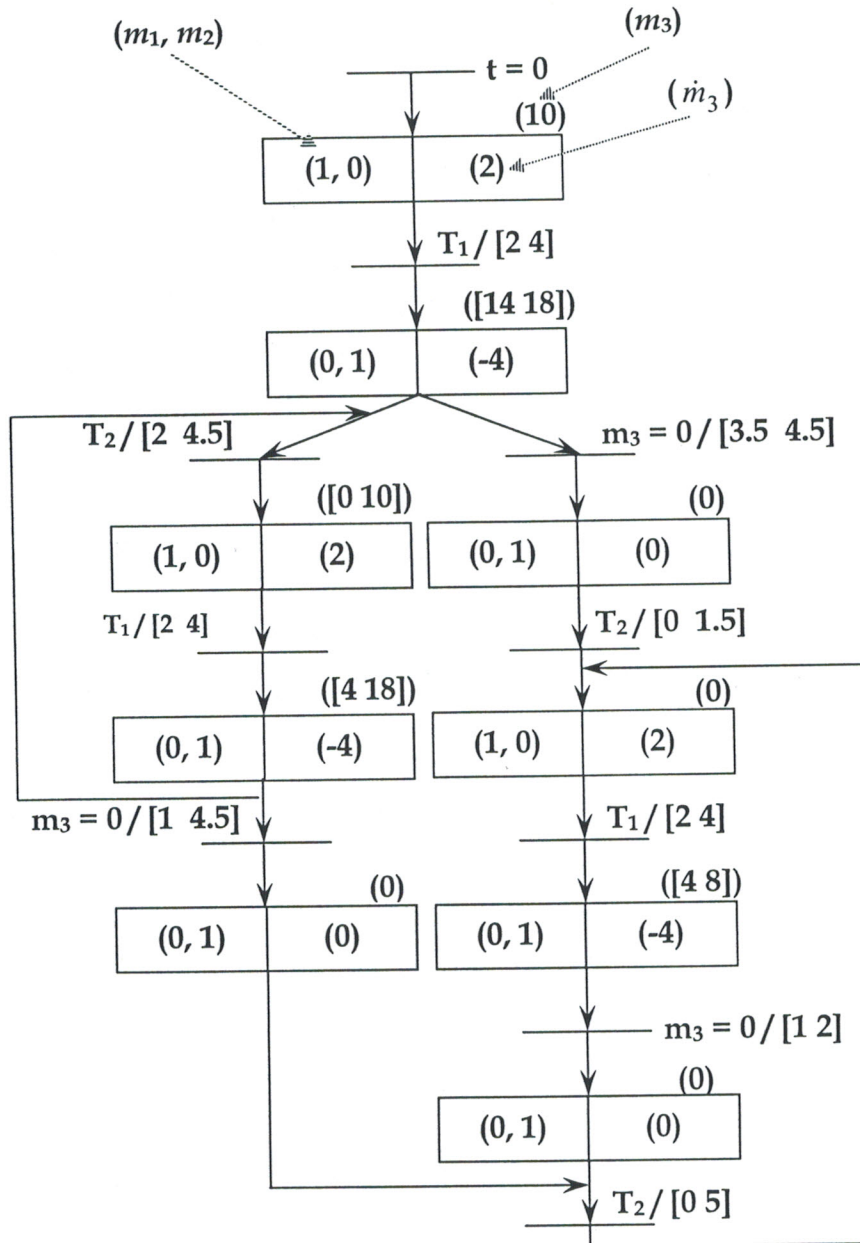 (m₁, m₂)
(m₃)
t = 0
(ṁ₃)
(10)
(1, 0) (2)
T₁/[2 4]
([14 18])
(0, 1) (-4)
T₂/[2 4.5]
m₃ = 0/[3.5 4.5]
([0 10])
(0)
(1, 0) (2)
(0, 1) (0)
T₁/[2 4]
T₂/[0 1.5]
([4 18])
(0)
(0, 1) (-4)
(1, 0) (2)
m₃ = 0/[1 4.5]
T₁/[2 4]
(0)
([4 8])
(0, 1) (0)
(0, 1) (-4)
m₃ = 0/[1 2]
(0)
(0, 1) (0)
T₂/[0 5]